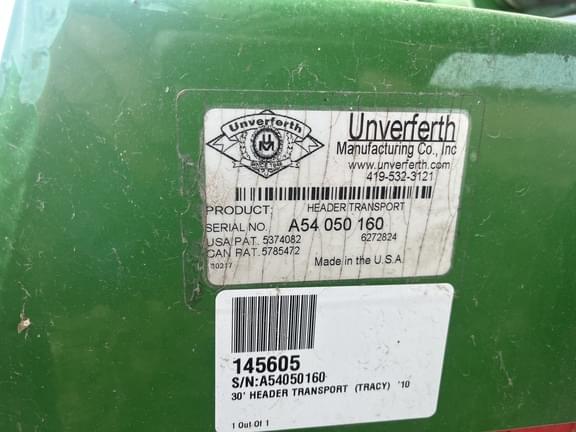 Unverferth
Unverferth
Manufacturing Co., Inc
www.unverferth.com
419-532-3121
PRODUCT: HEADER TRANSPORT
SERIAL NO. A54 050 160
USA PAT. 5374082 6272824
CAN PAT. 5785472
Made in the U.S.A.
145605
S/N:A54050160
30' HEADER TRANSPORT (TRACY) '10
1 Out Of 1